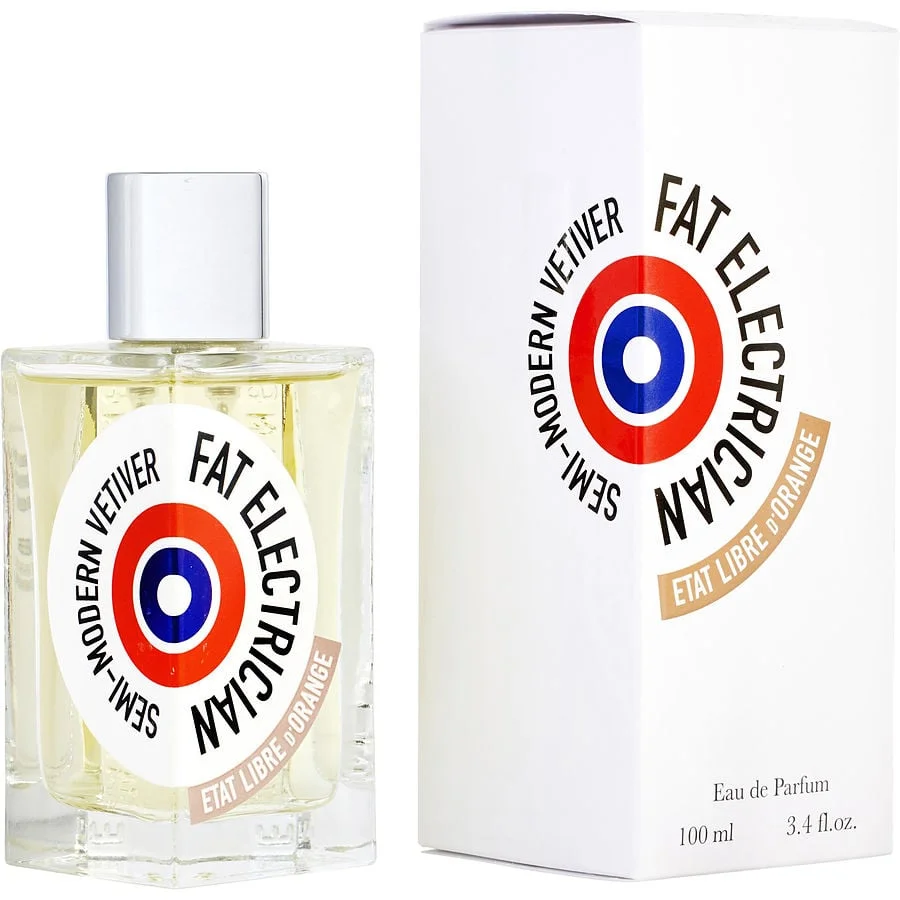 SEMI-MODERN VETIVER
FAT ELECTRICIAN
ETAT LIBRE d'ORANGE
SEMI-MODERN VETIVER
FAT ELECTRICIAN
ETAT LIBRE d'ORANGE
Eau de Parfum
100 ml 3.4 fl.oz.